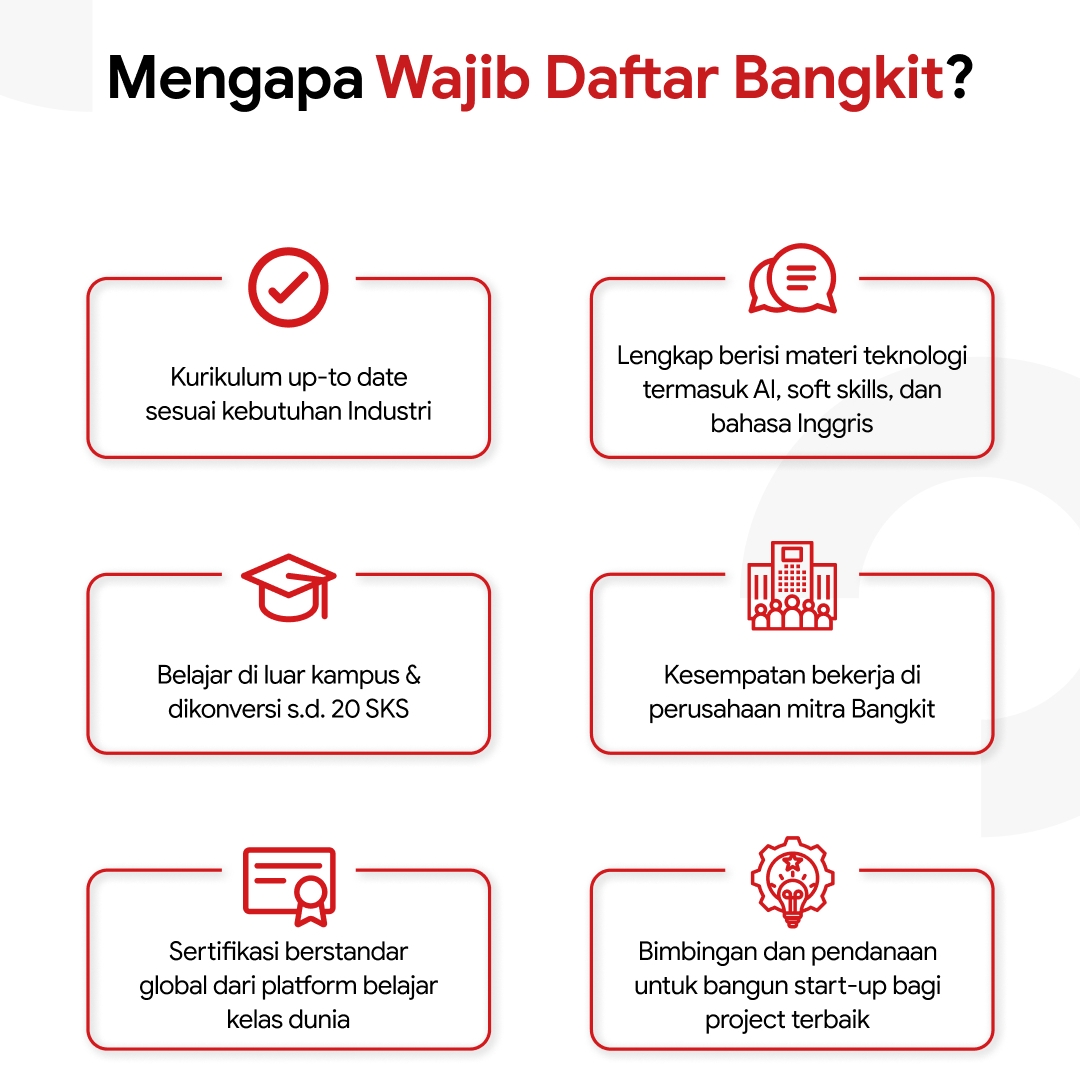 Mengapa Wajib Daftar Bangkit?
Kurikulum up-to date
sesuai kebutuhan Industri
Lengkap berisi materi teknologi
termasuk AI, soft skills, dan
bahasa Inggris
Belajar di luar kampus &
dikonversi s.d. 20 SKS
Kesempatan bekerja di
perusahaan mitra Bangkit
Sertifikasi berstandar
global dari platform belajar
kelas dunia
Bimbingan dan pendanaan
untuk bangun start-up bagi
project terbaik